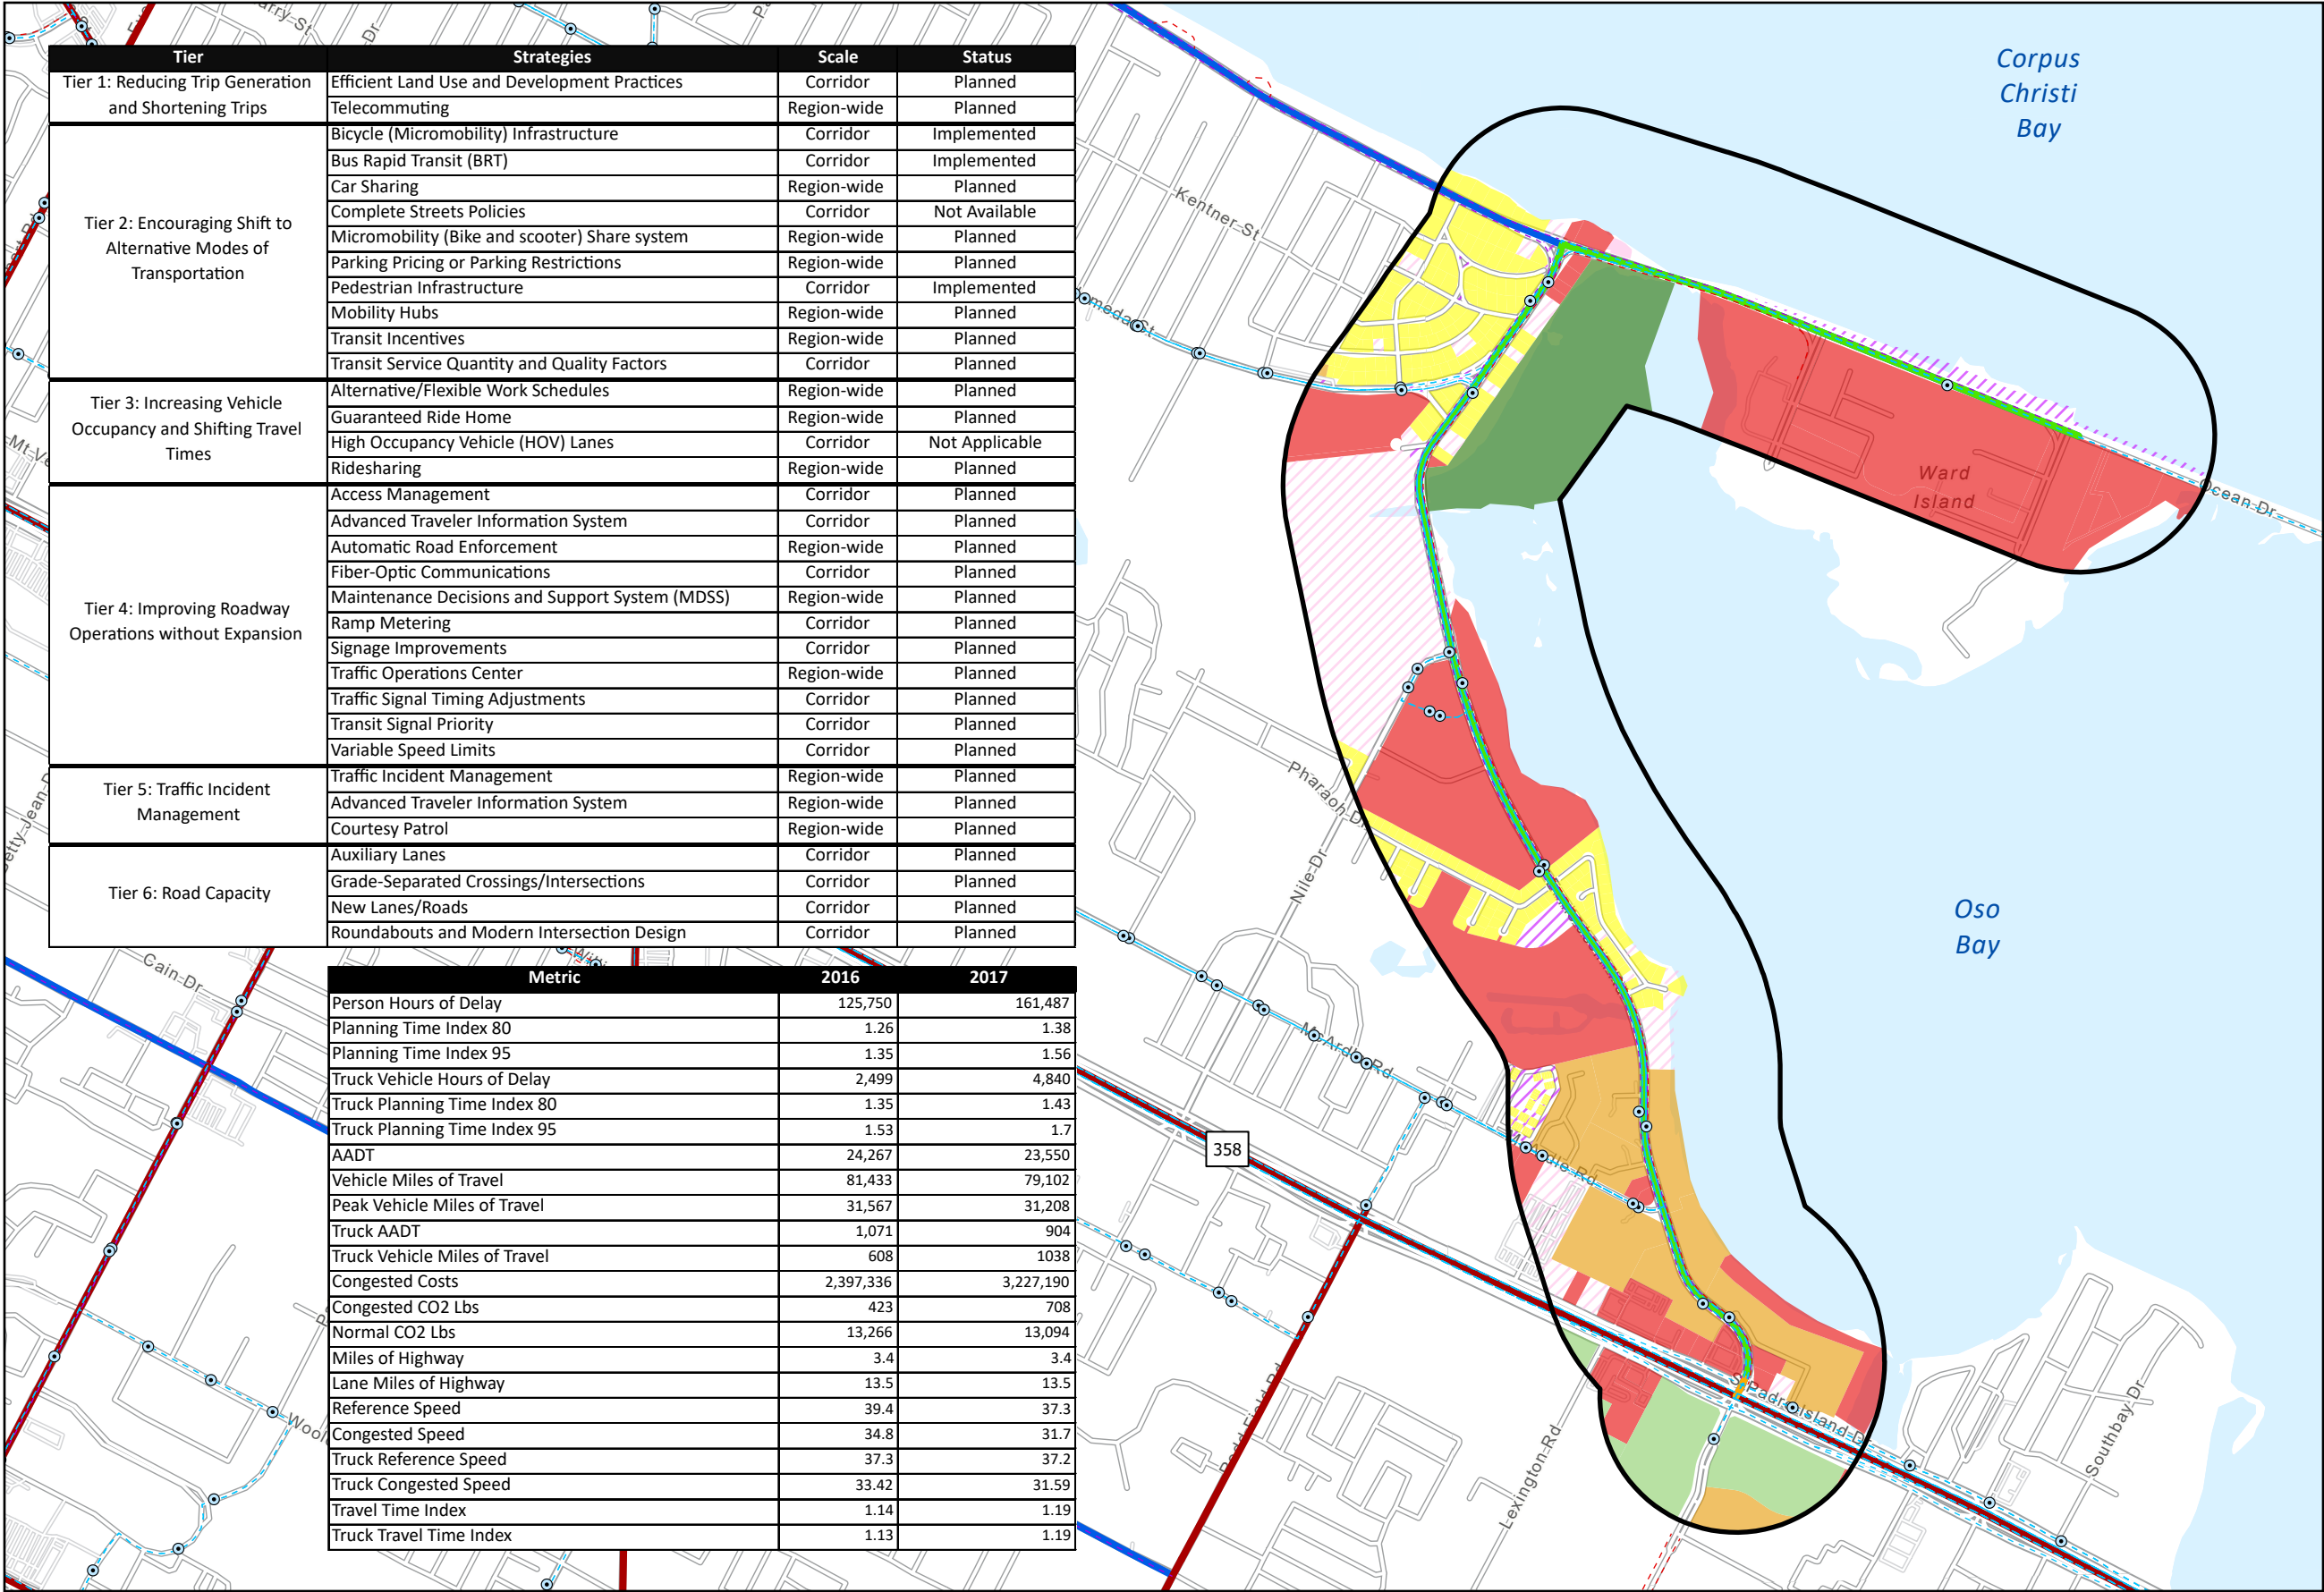 Tier Strategies Scale Status
Tier 1: Reducing Trip Generation and Shortening Trips
Efficient Land Use and Development Practices Corridor Planned
Telecommuting Region-wide Planned
Tier 2: Encouraging Shift to Alternative Modes of Transportation
Bicycle (Micromobility) Infrastructure Corridor Implemented
Bus Rapid Transit (BRT) Corridor Implemented
Car Sharing Region-wide Planned
Complete Streets Policies Corridor Not Available
Micromobility (Bike and scooter) Share system Region-wide Planned
Parking Pricing or Parking Restrictions Region-wide Planned
Pedestrian Infrastructure Corridor Implemented
Mobility Hubs Region-wide Planned
Transit Incentives Region-wide Planned
Transit Service Quantity and Quality Factors Corridor Planned
Tier 3: Increasing Vehicle Occupancy and Shifting Travel Times
Alternative/Flexible Work Schedules Region-wide Planned
Guaranteed Ride Home Region-wide Planned
High Occupancy Vehicle (HOV) Lanes Corridor Not Applicable
Ridesharing Region-wide Planned
Tier 4: Improving Roadway Operations without Expansion
Access Management Corridor Planned
Advanced Traveler Information System Corridor Planned
Automatic Road Enforcement Region-wide Planned
Fiber-Optic Communications Corridor Planned
Maintenance Decisions and Support System (MDSS) Region-wide Planned
Ramp Metering Corridor Planned
Signage Improvements Corridor Planned
Traffic Operations Center Region-wide Planned
Traffic Signal Timing Adjustments Corridor Planned
Transit Signal Priority Corridor Planned
Variable Speed Limits Corridor Planned
Tier 5: Traffic Incident Management
Traffic Incident Management Region-wide Planned
Advanced Traveler Information System Region-wide Planned
Courtesy Patrol Region-wide Planned
Tier 6: Road Capacity
Auxiliary Lanes Corridor Planned
Grade-Separated Crossings/Intersections Corridor Planned
New Lanes/Roads Corridor Planned
Roundabouts and Modern Intersection Design Corridor Planned
Metric 2016 2017
Person Hours of Delay 125,750 161,487
Planning Time Index 80 1.26 1.38
Planning Time Index 95 1.35 1.56
Truck Vehicle Hours of Delay 2,499 4,840
Truck Planning Time Index 80 1.35 1.43
Truck Planning Time Index 95 1.53 1.7
AADT 24,267 23,550
Vehicle Miles of Travel 81,433 79,102
Peak Vehicle Miles of Travel 31,567 31,208
Truck AADT 1,071 904
Truck Vehicle Miles of Travel 608 1038
Congested Costs 2,397,336 3,227,190
Congested CO2 Lbs 423 708
Normal CO2 Lbs 13,266 13,094
Miles of Highway 3.4 3.4
Lane Miles of Highway 13.5 13.5
Reference Speed 39.4 37.3
Congested Speed 34.8 31.7
Truck Reference Speed 37.3 37.2
Truck Congested Speed 33.42 31.59
Travel Time Index 1.14 1.19
Truck Travel Time Index 1.13 1.19
Corpus
Christi
Bay
Kentner St
Ward
Island
Ocean Dr
Pharaoh Dr
Nile Dr
Oso
Bay
Cain Dr
McArdle Rd
358
S Padre Island Dr
Lexington Rd
Southbay Dr